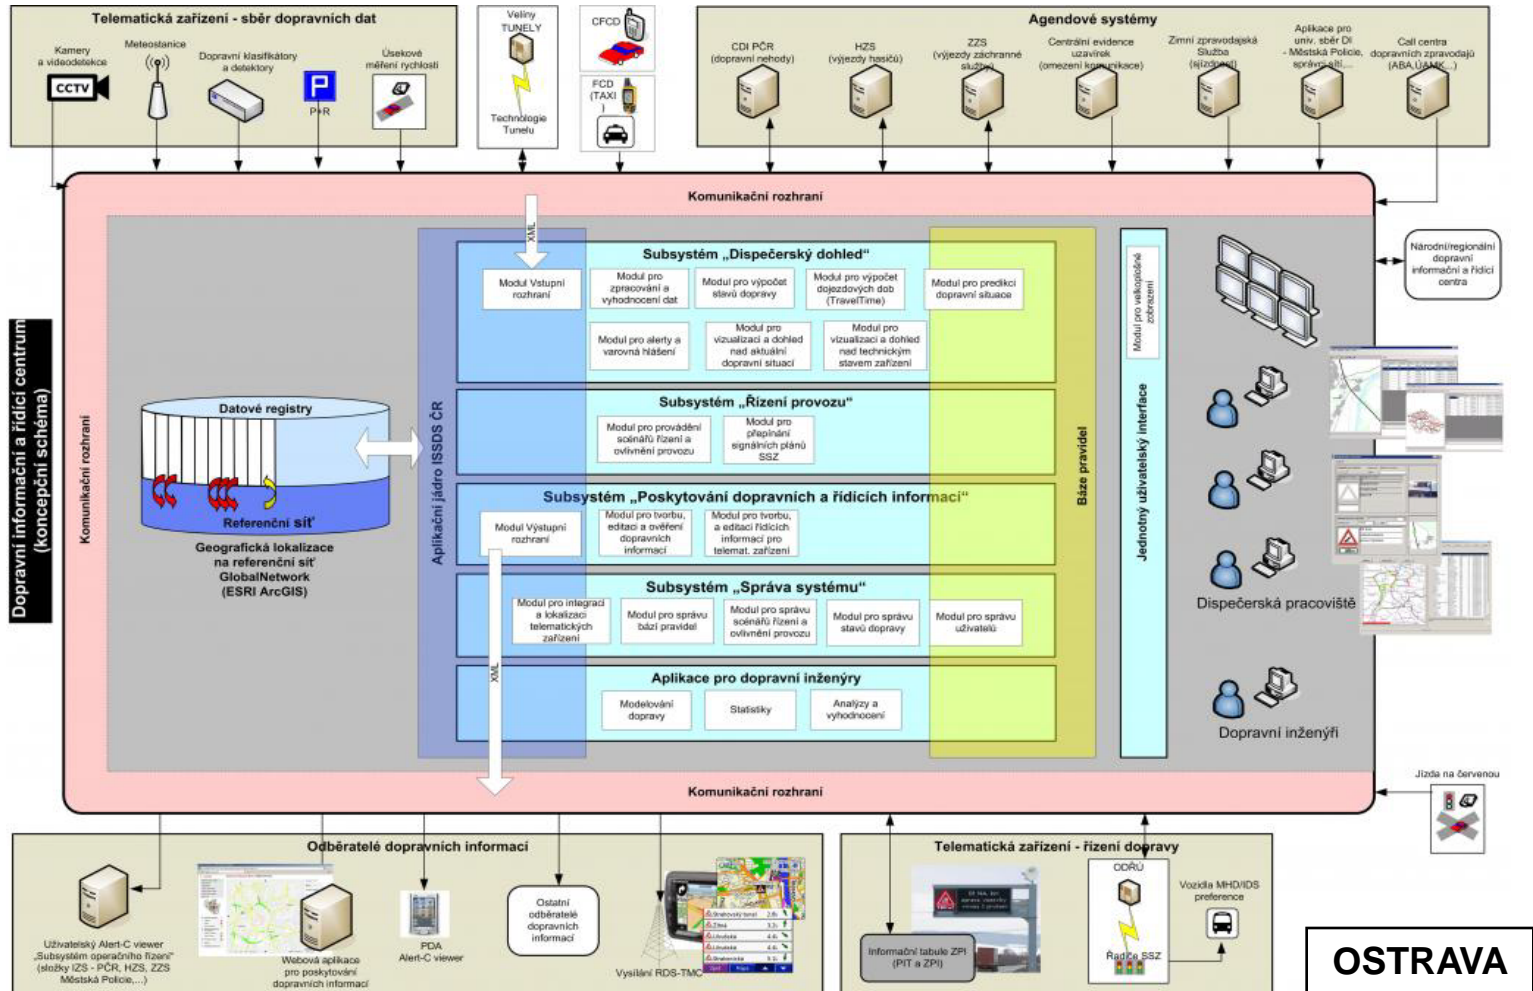 Telematická zařízení - sběr dopravních dat
Kamery
a videodetekce
CCTV
Meteostanice
Dopravní klasifikátory
a detektory
P
P+R
Úsekové
měření rychlosti
Velíny
TUNELY
Technologie
Tunelu
CFCD
FCD
(TAXI
)
Agendové systémy
CDI PČR
(dopravní nehody)
HZS
(výjezdy hasičů)
ZZS
(výjezdy záchranné
služby)
Centrální evidence
uzavírek
(omezení komunikace)
Zimní zpravodajská
Služba
(sjízdnost)
Aplikace pro
univ. sběr DI
- Městská Policie,
správní sítí,...
Call centra
dopravních zpravodajů
(ABA,ÚAMK,..)
Komunikační rozhraní
Dopravní informační a řídící centrum
(koncepční schéma)
Komunikační rozhraní
Datové registry
Referenční síť
Geografická lokalizace
na referenční síť
GlobalNetwork
(ESRI ArcGIS)
Aplikační jádro ISSDS ČR
XML
Subsystém „Dispečerský dohled“
Modul Vstupní
rozhraní
Modul pro
zpracování a
vyhodnocení dat
Modul pro výpočet
stavů dopravy
Modul pro výpočet
dojezdových dob
(TravelTime)
Modul pro predikci
dopravní situace
Modul pro alerty a
varovná hlášení
Modul pro
vizualizaci a dohled
nad aktuální
dopravní situací
Modul pro
vizualizaci a dohled
nad technickým
stavem zařízení
Subsystém „Řízení provozu“
Modul pro provádění
scénářů řízení a
ovlivnění provozu
Modul pro
přepínání
signálních plánů
SSZ
Subsystém „Poskytování dopravních a řídících informací“
Modul Výstupní
rozhraní
Modul pro tvorbu,
editaci a ověření
dopravních
informací
Modul pro tvorbu,
a editaci řídících
informací pro
telemat. zařízení
Subsystém „Správa systému“
Modul pro integraci
a lokalizaci
telematických
zařízení
Modul pro správu
bází pravidel
Modul pro správu
scénářů řízení a
ovlivnění provozu
Modul pro správu
stavů dopravy
Modul pro správu
uživatelů
XML
Aplikace pro dopravní inženýry
Modelování
dopravy
Statistiky
Analýzy a
vyhodnocení
Báze pravidel
Modul pro velkoplošné
zobrazení
Jednotný uživatelský interface
Dispečerská pracoviště
Dopravní inženýři
Národní/regionální
dopravní
informační a řídící
centra
Jízda na červenou
Komunikační rozhraní
Odběratelé dopravních informací
Uživatelský Alert-C viewer
„Subsystém operačního řízení“
(složky IZS - PČR, HZS, ZZS
Městská Policie,...)
Webová aplikace
pro poskytování
dopravních informací
PDA
Alert-C viewer
Ostatní
odběratelé
dopravních
informací
Vysílání RDS-TMC
Strahovský tunel
Telematická zařízení - řízení dopravy
Informační tabule ZPI
(PIT a ZPI)
ODŘÚ
Řadiče SSZ
Vozidla MHD/IDS
preference
OSTRAVA